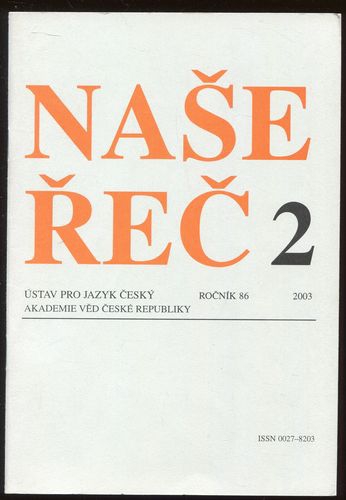 NAŠE
ŘEČ 2
ÚSTAV PRO JAZYK ČESKÝ ROČNÍK 86 2003
AKADEMIE VĚD ČESKÉ REPUBLIKY
ISSN 0027–8203